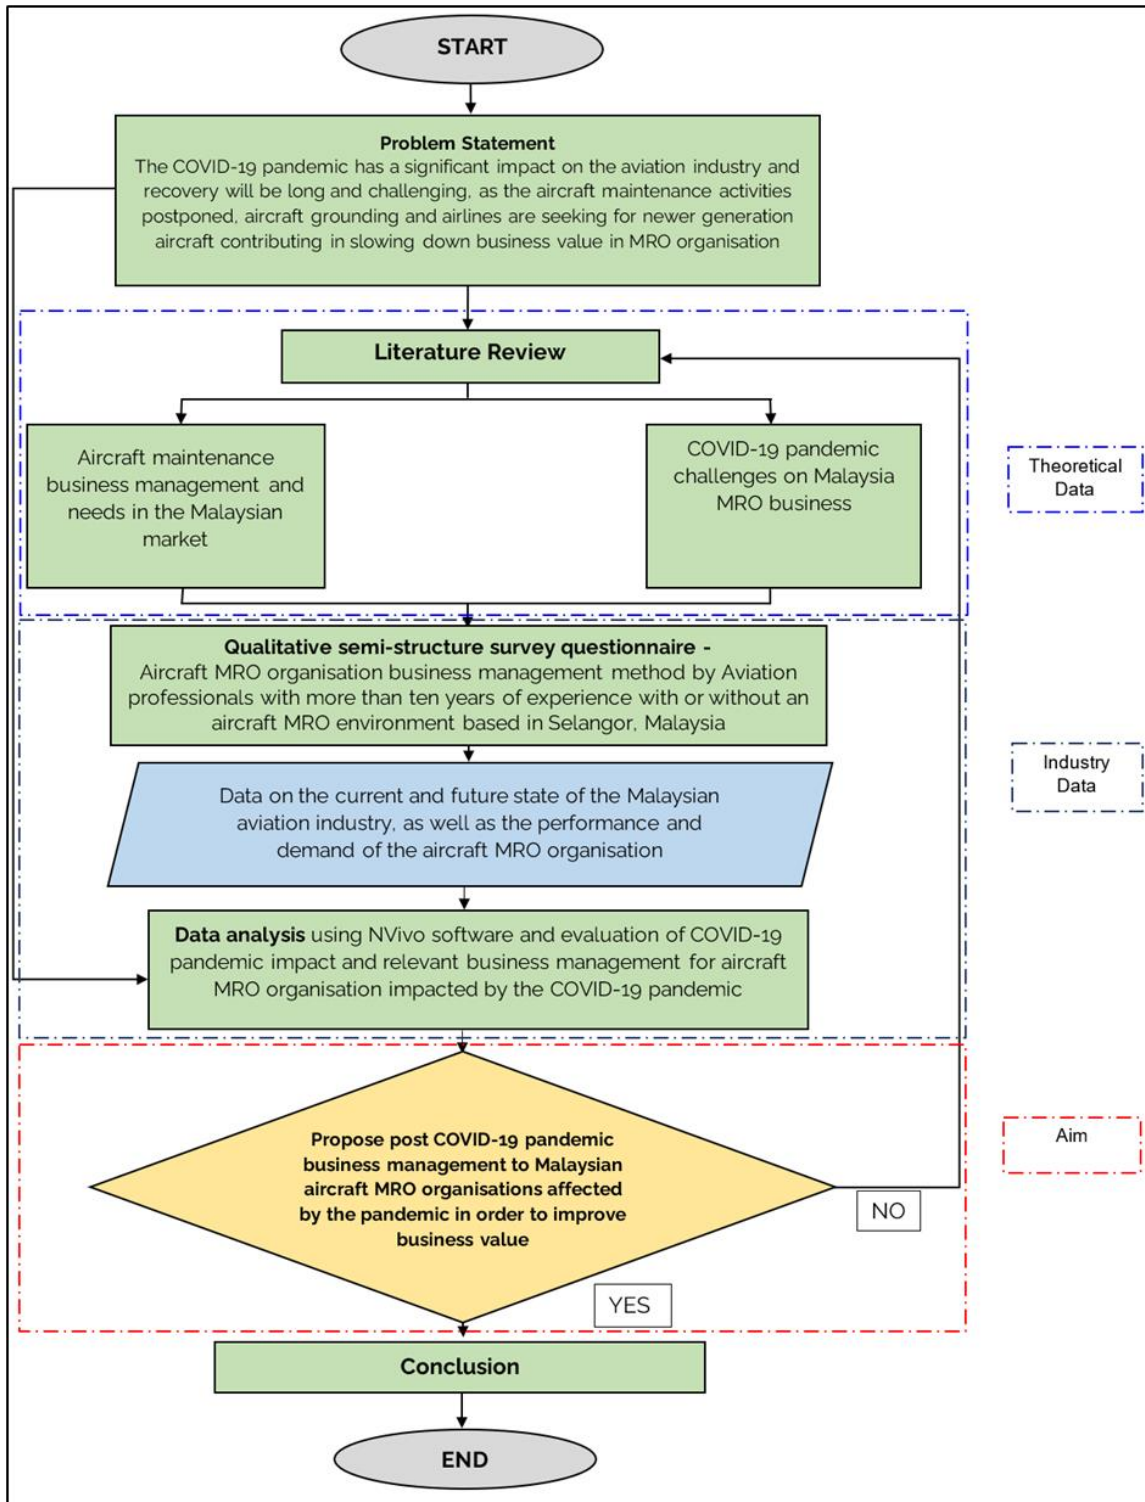 START
Problem Statement
The COVID-19 pandemic has a significant impact on the aviation industry and
recovery will be long and challenging, as the aircraft maintenance activities
postponed, aircraft grounding and airlines are seeking for newer generation
aircraft contributing in slowing down business value in MRO organisation
Literature Review
Aircraft maintenance
business management and
needs in the Malaysian
market
COVID-19 pandemic
challenges on Malaysia
MRO business
Theoretical
Data
Qualitative semi-structure survey questionnaire -
Aircraft MRO organisation business management method by Aviation
professionals with more than ten years of experience with or without an
aircraft MRO environment based in Selangor, Malaysia
Industry
Data
Data on the current and future state of the Malaysian
aviation industry, as well as the performance and
demand of the aircraft MRO organisation
Data analysis using NVivo software and evaluation of COVID-19
pandemic impact and relevant business management for aircraft
MRO organisation impacted by the COVID-19 pandemic
Propose post COVID-19 pandemic
business management to Malaysian
aircraft MRO organisations affected
by the pandemic in order to improve
business value
Aim
NO
YES
Conclusion
END